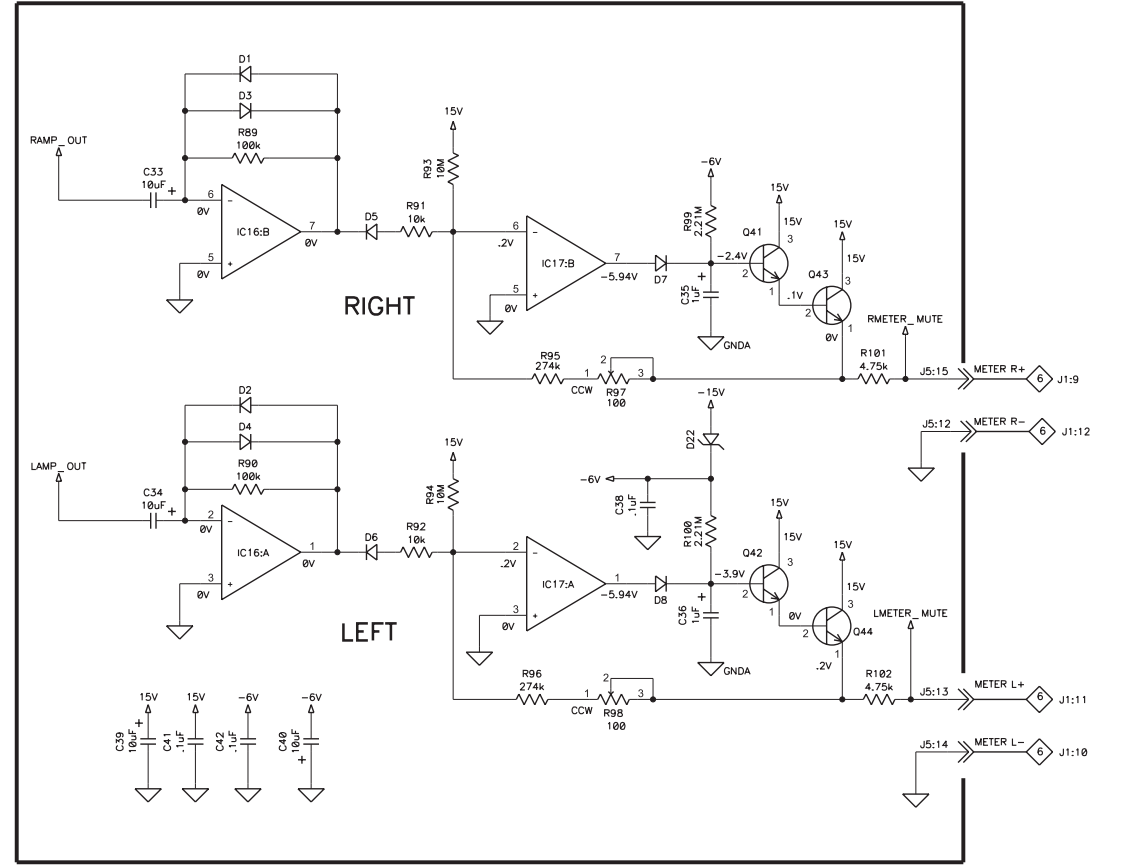 D1
D3
R89
100k
RAMP_OUT
C33
10uF
+
6
0V
−
IC16:B
7
0V
5
0V
+
D5
R91
10k
15V
R93
10M
RIGHT
6
.2V
−
IC17:B
7
−5.94V
5
0V
+
D7
−6V
R99
2.21M
−2.4V
+
C35
1uF
GNDA
Q41
15V
15V
3
2
1
.1V
Q43
15V
15V
3
2
1
0V
R95
274k
1
CCW
2
3
R97
100
R101
4.75k
RMETER_MUTE
J5:15
METER R+
6
J1:9
J5:12
METER R−
6
J1:12
D2
D4
R90
100k
LAMP_OUT
C34
10uF
+
2
0V
−
IC16:A
1
0V
3
0V
+
D6
R92
10k
15V
R94
10M
LEFT
2
.2V
−
IC17:A
1
−5.94V
3
0V
+
D8
−15V
D22
−6V
C38
.1uF
R100
2.21M
−3.9V
+
C36
1uF
GNDA
Q42
15V
15V
3
2
1
0V
Q44
15V
15V
3
2
1
.2V
R96
274k
1
CCW
2
3
R98
100
R102
4.75k
LMETER_MUTE
J5:13
METER L+
6
J1:11
J5:14
METER L−
6
J1:10
15V
C39
10uF
+
15V
C41
.1uF
−6V
C42
.1uF
−6V
C40
10uF
+